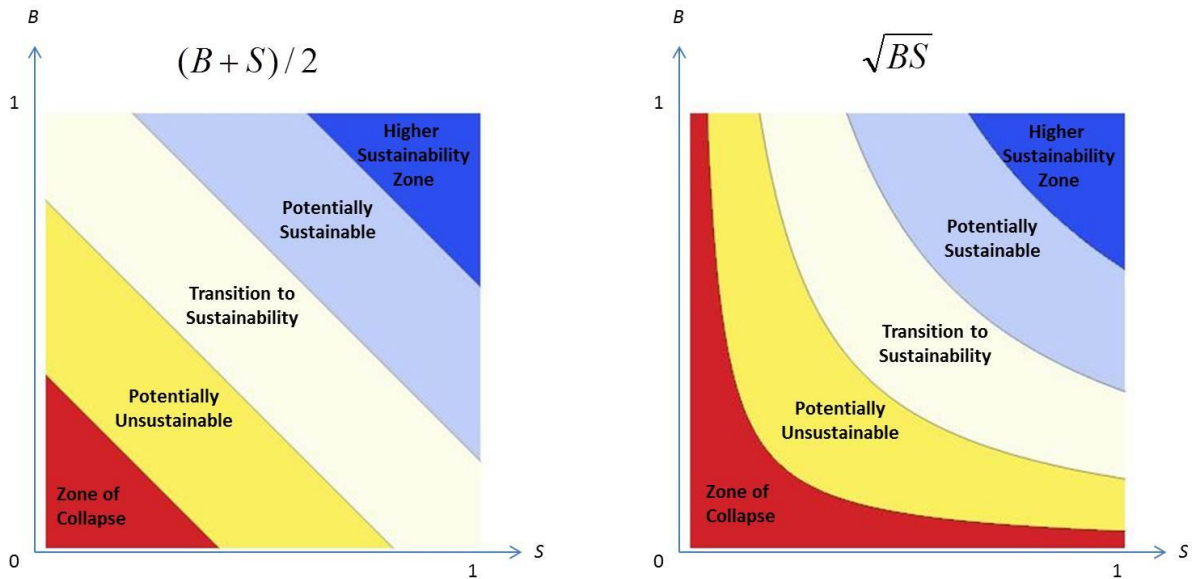 B
(B + S) / 2
1
Higher
Sustainability
Zone
Potentially
Sustainable
Transition to
Sustainability
Potentially
Unsustainable
Zone of
Collapse
0
1
S
B
√BS
1
Higher
Sustainability
Zone
Potentially
Sustainable
Transition to
Sustainability
Potentially
Unsustainable
Zone of
Collapse
0
1
S